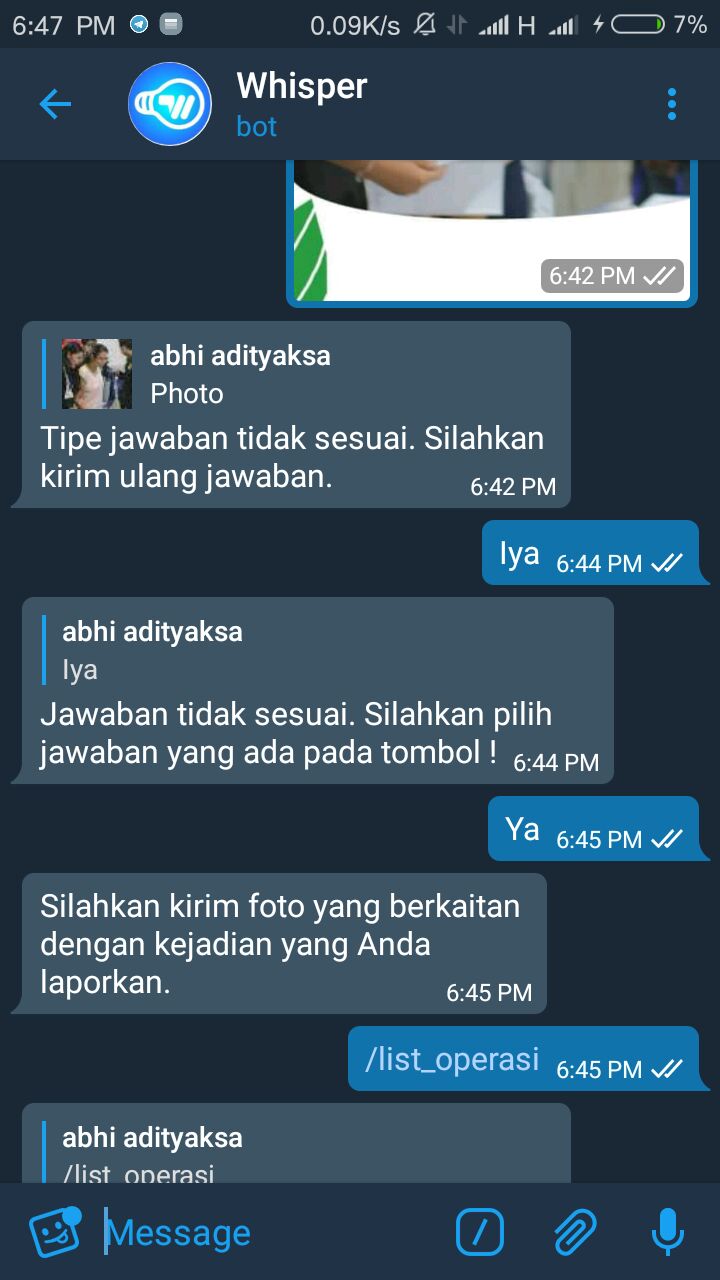 6:47 PM 0.09K/s H 7%
Whisper
bot
6:42 PM
abhi adityaksa
Photo
Tipe jawaban tidak sesuai. Silahkan
kirim ulang jawaban. 6:42 PM
Iya 6:44 PM
abhi adityaksa
Iya
Jawaban tidak sesuai. Silahkan pilih
jawaban yang ada pada tombol ! 6:44 PM
Ya 6:45 PM
Silahkan kirim foto yang berkaitan
dengan kejadian yang Anda
laporkan. 6:45 PM
/list_operasi 6:45 PM
abhi adityaksa
/list_operasi
Message